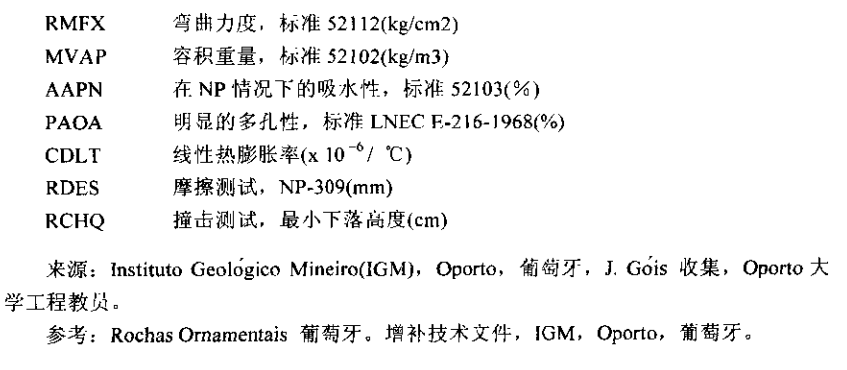 RMFX 弯曲力度，标准 52112(kg/cm2)
MVAP 容积重量，标准 52102(kg/m3)
AAPN 在 NP 情况下的吸水性，标准 52103(%)
PAOA 明显的多孔性，标准 LNEC E-216-1968(%)
CDLT 线性热膨胀率(x 10⁻⁶/ ℃)
RDES 摩擦测试，NP-309(mm)
RCHQ 撞击测试，最小下落高度(cm)
来源：Instituto Geológico Mineiro(IGM)，Oporto，葡萄牙，J. Góis 收集，Oporto 大
学工程教员。
参考：Rochas Ornamentais 葡萄牙。增补技术文件，IGM，Oporto，葡萄牙。